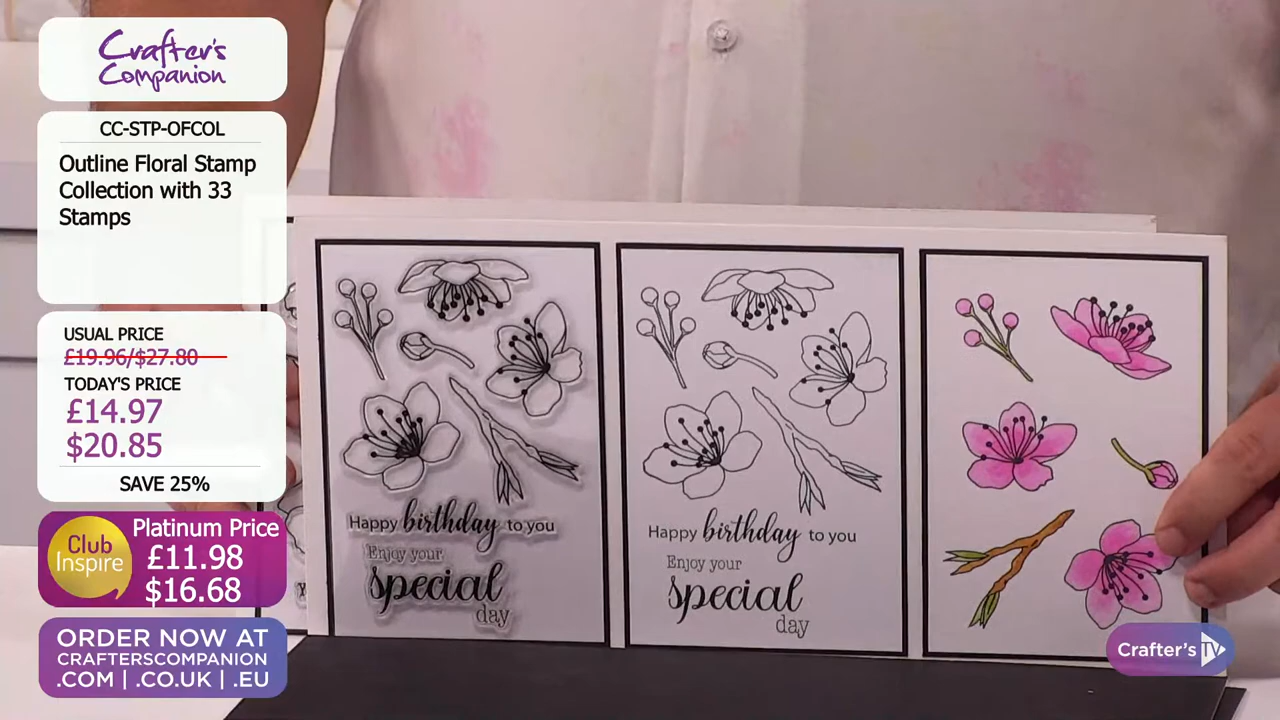 Crafter's
Companion
CC-STP-OFCOL
Outline Floral Stamp
Collection with 33
Stamps
USUAL PRICE
£19.96/$27.80
TODAY'S PRICE
£14.97
$20.85
SAVE 25%
Club
Inspire
Platinum Price
£11.98
$16.68
ORDER NOW AT
CRAFTERSCOMPANION
.COM | .CO.UK | .EU
Happy birthday to you
Enjoy your
special
day
Happy birthday to you
Enjoy your
special
day
Crafter's TV